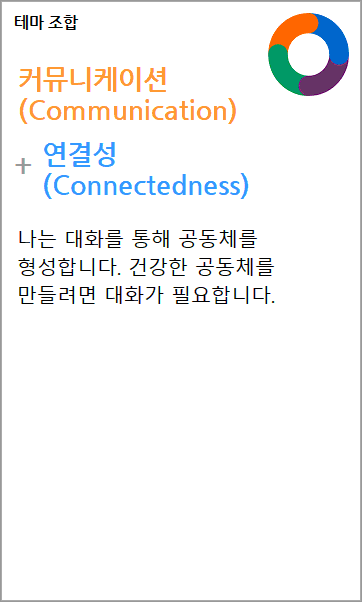 테마 조합
커뮤니케이션
(Communication)
+ 연결성
(Connectedness)
나는 대화를 통해 공동체를
형성합니다. 건강한 공동체를
만들려면 대화가 필요합니다.